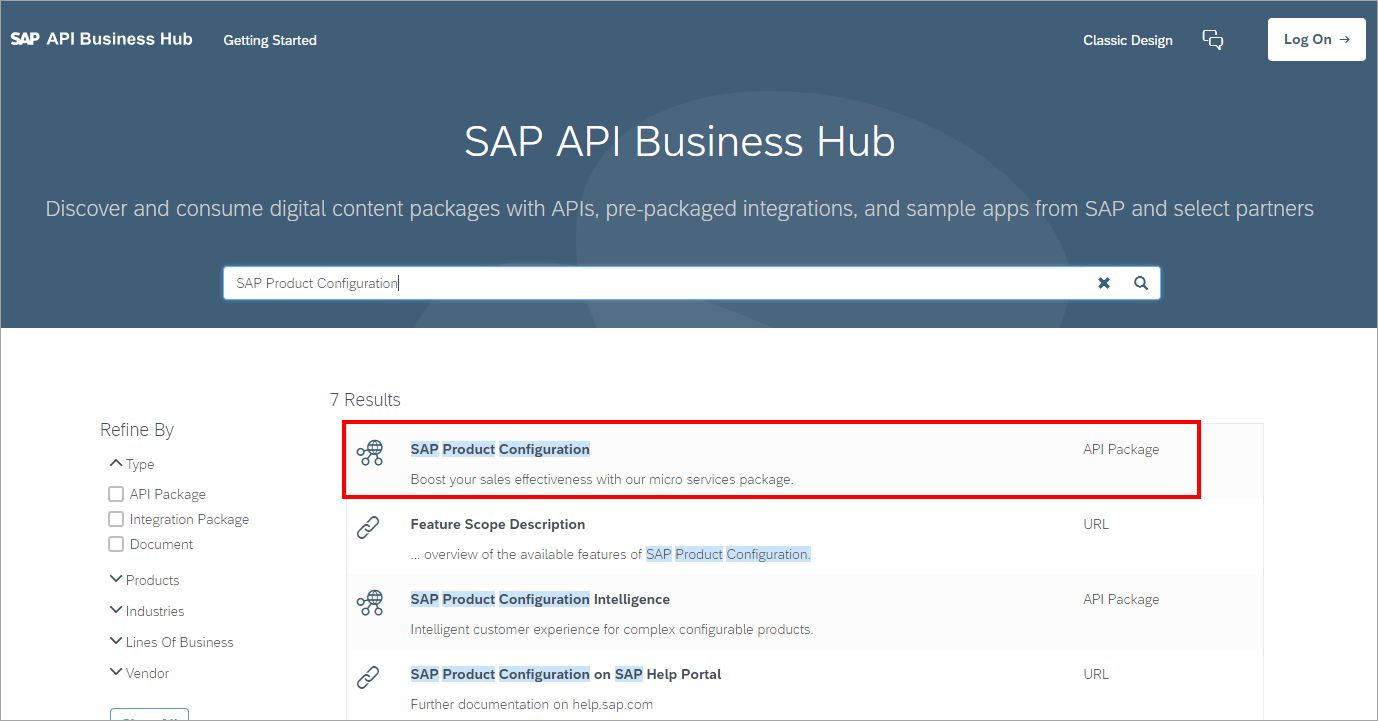 SAP API Business Hub Getting Started Classic Design Log On →
SAP API Business Hub
Discover and consume digital content packages with APIs, pre-packaged integrations, and sample apps from SAP and select partners
SAP Product Configuration
7 Results
Refine By
Type
API Package
Integration Package
Document
Products
Industries
Lines Of Business
Vendor
SAP Product Configuration API Package
Boost your sales effectiveness with our micro services package.
Feature Scope Description URL
... overview of the available features of SAP Product Configuration.
SAP Product Configuration Intelligence API Package
Intelligent customer experience for complex configurable products.
SAP Product Configuration on SAP Help Portal URL
Further documentation on help.sap.com